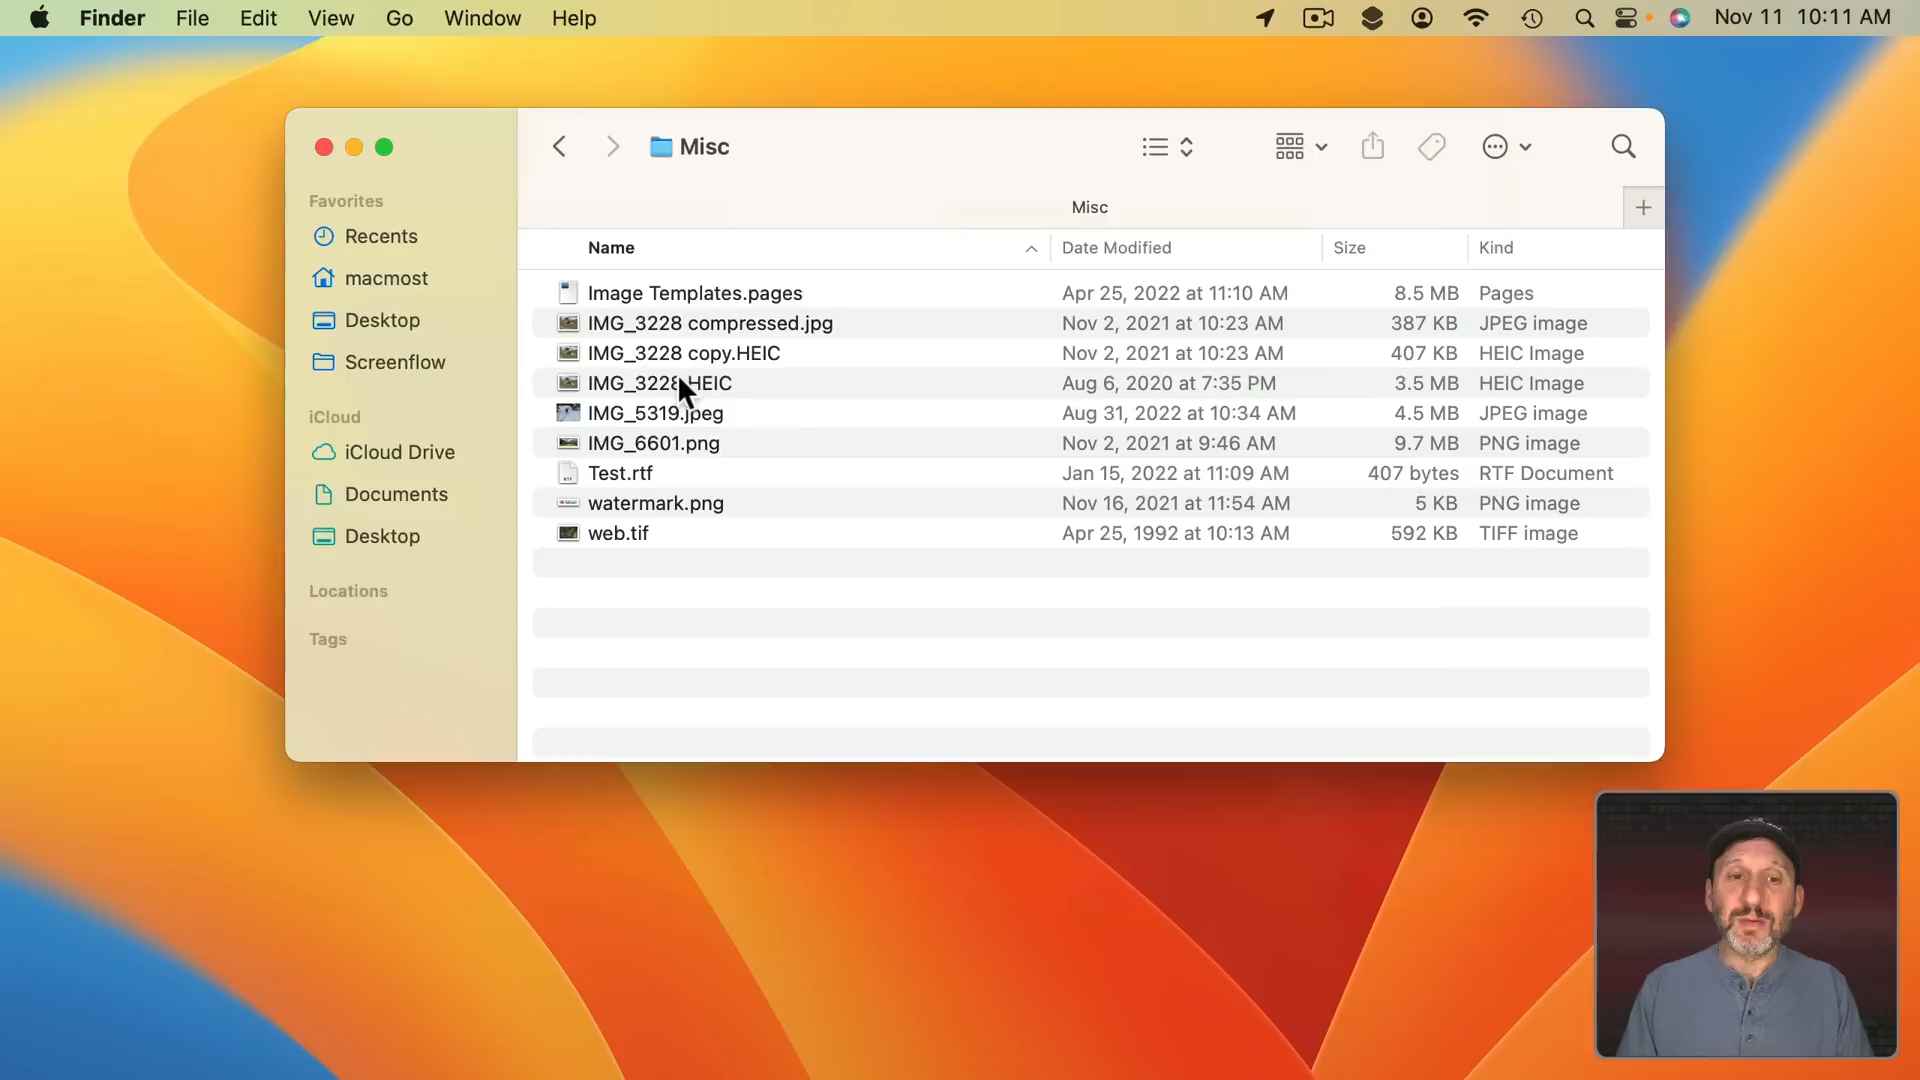 Finder File Edit View Go Window Help Nov 11 10:11 AM
Misc
Favorites
Recents
macmost
Desktop
Screenflow
iCloud
iCloud Drive
Documents
Desktop
Locations
Tags
Misc
Name Date Modified Size Kind
Image Templates.pages Apr 25, 2022 at 11:10 AM 8.5 MB Pages
IMG_3228 compressed.jpg Nov 2, 2021 at 10:23 AM 387 KB JPEG image
IMG_3228 copy.HEIC Nov 2, 2021 at 10:23 AM 407 KB HEIC Image
IMG_3228.HEIC Aug 6, 2020 at 7:35 PM 3.5 MB HEIC Image
IMG_5319.jpeg Aug 31, 2022 at 10:34 AM 4.5 MB JPEG image
IMG_6601.png Nov 2, 2021 at 9:46 AM 9.7 MB PNG image
Test.rtf Jan 15, 2022 at 11:09 AM 407 bytes RTF Document
watermark.png Nov 16, 2021 at 11:54 AM 5 KB PNG image
web.tif Apr 25, 1992 at 10:13 AM 592 KB TIFF image